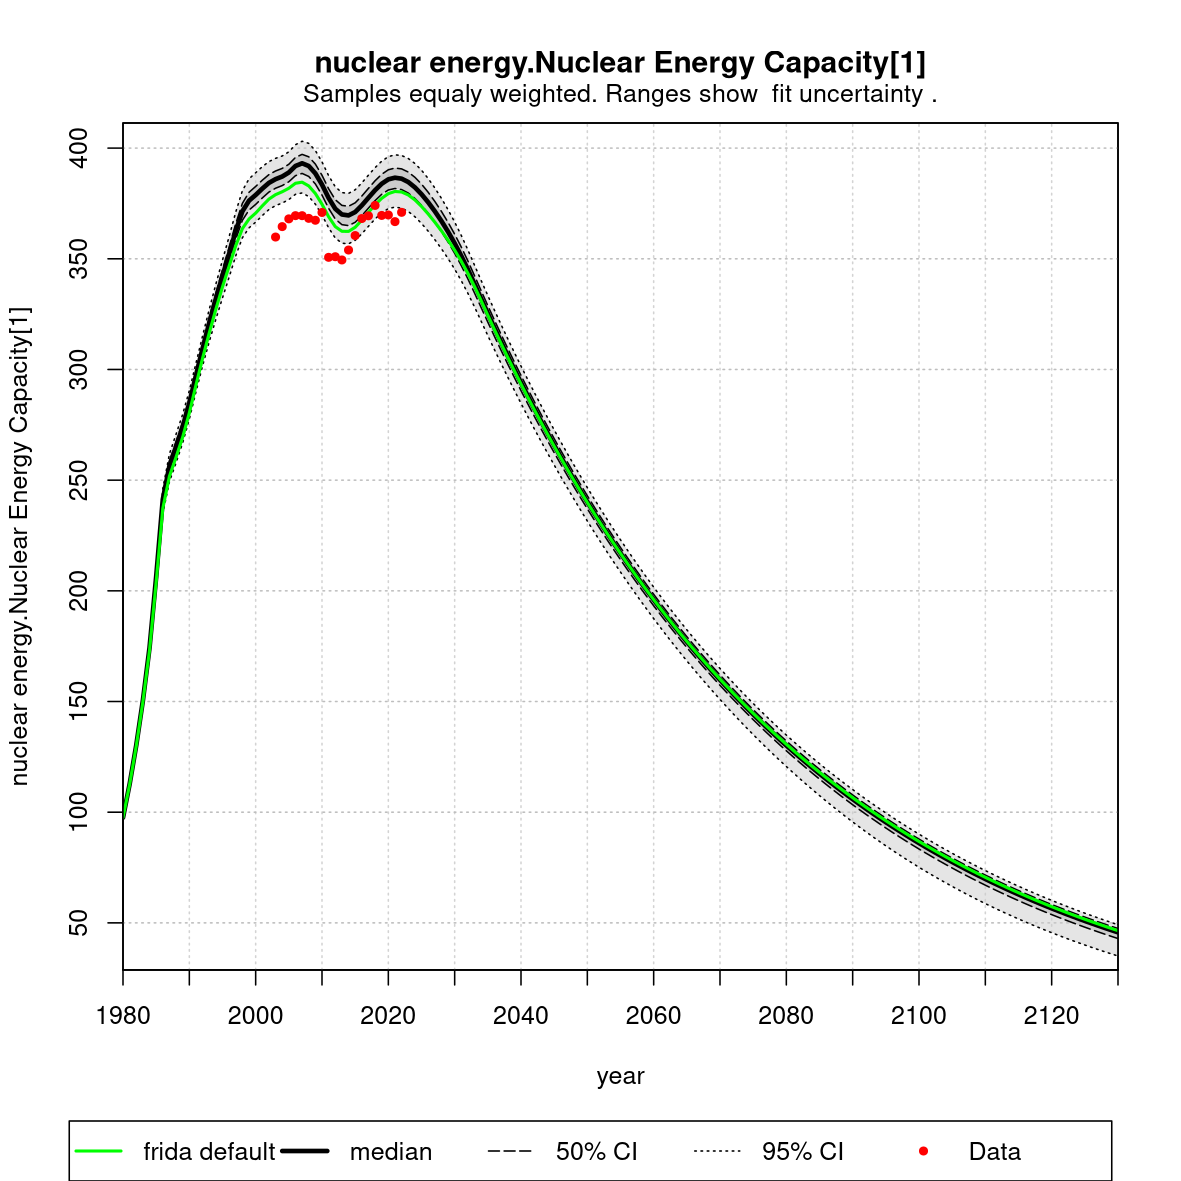 nuclear energy.Nuclear Energy Capacity[1]
Samples equaly weighted. Ranges show  fit uncertainty .
nuclear energy.Nuclear Energy Capacity[1]
400
350
300
250
200
150
100
50
1980 2000 2020 2040 2060 2080 2100 2120
year
frida default median 50% CI 95% CI Data